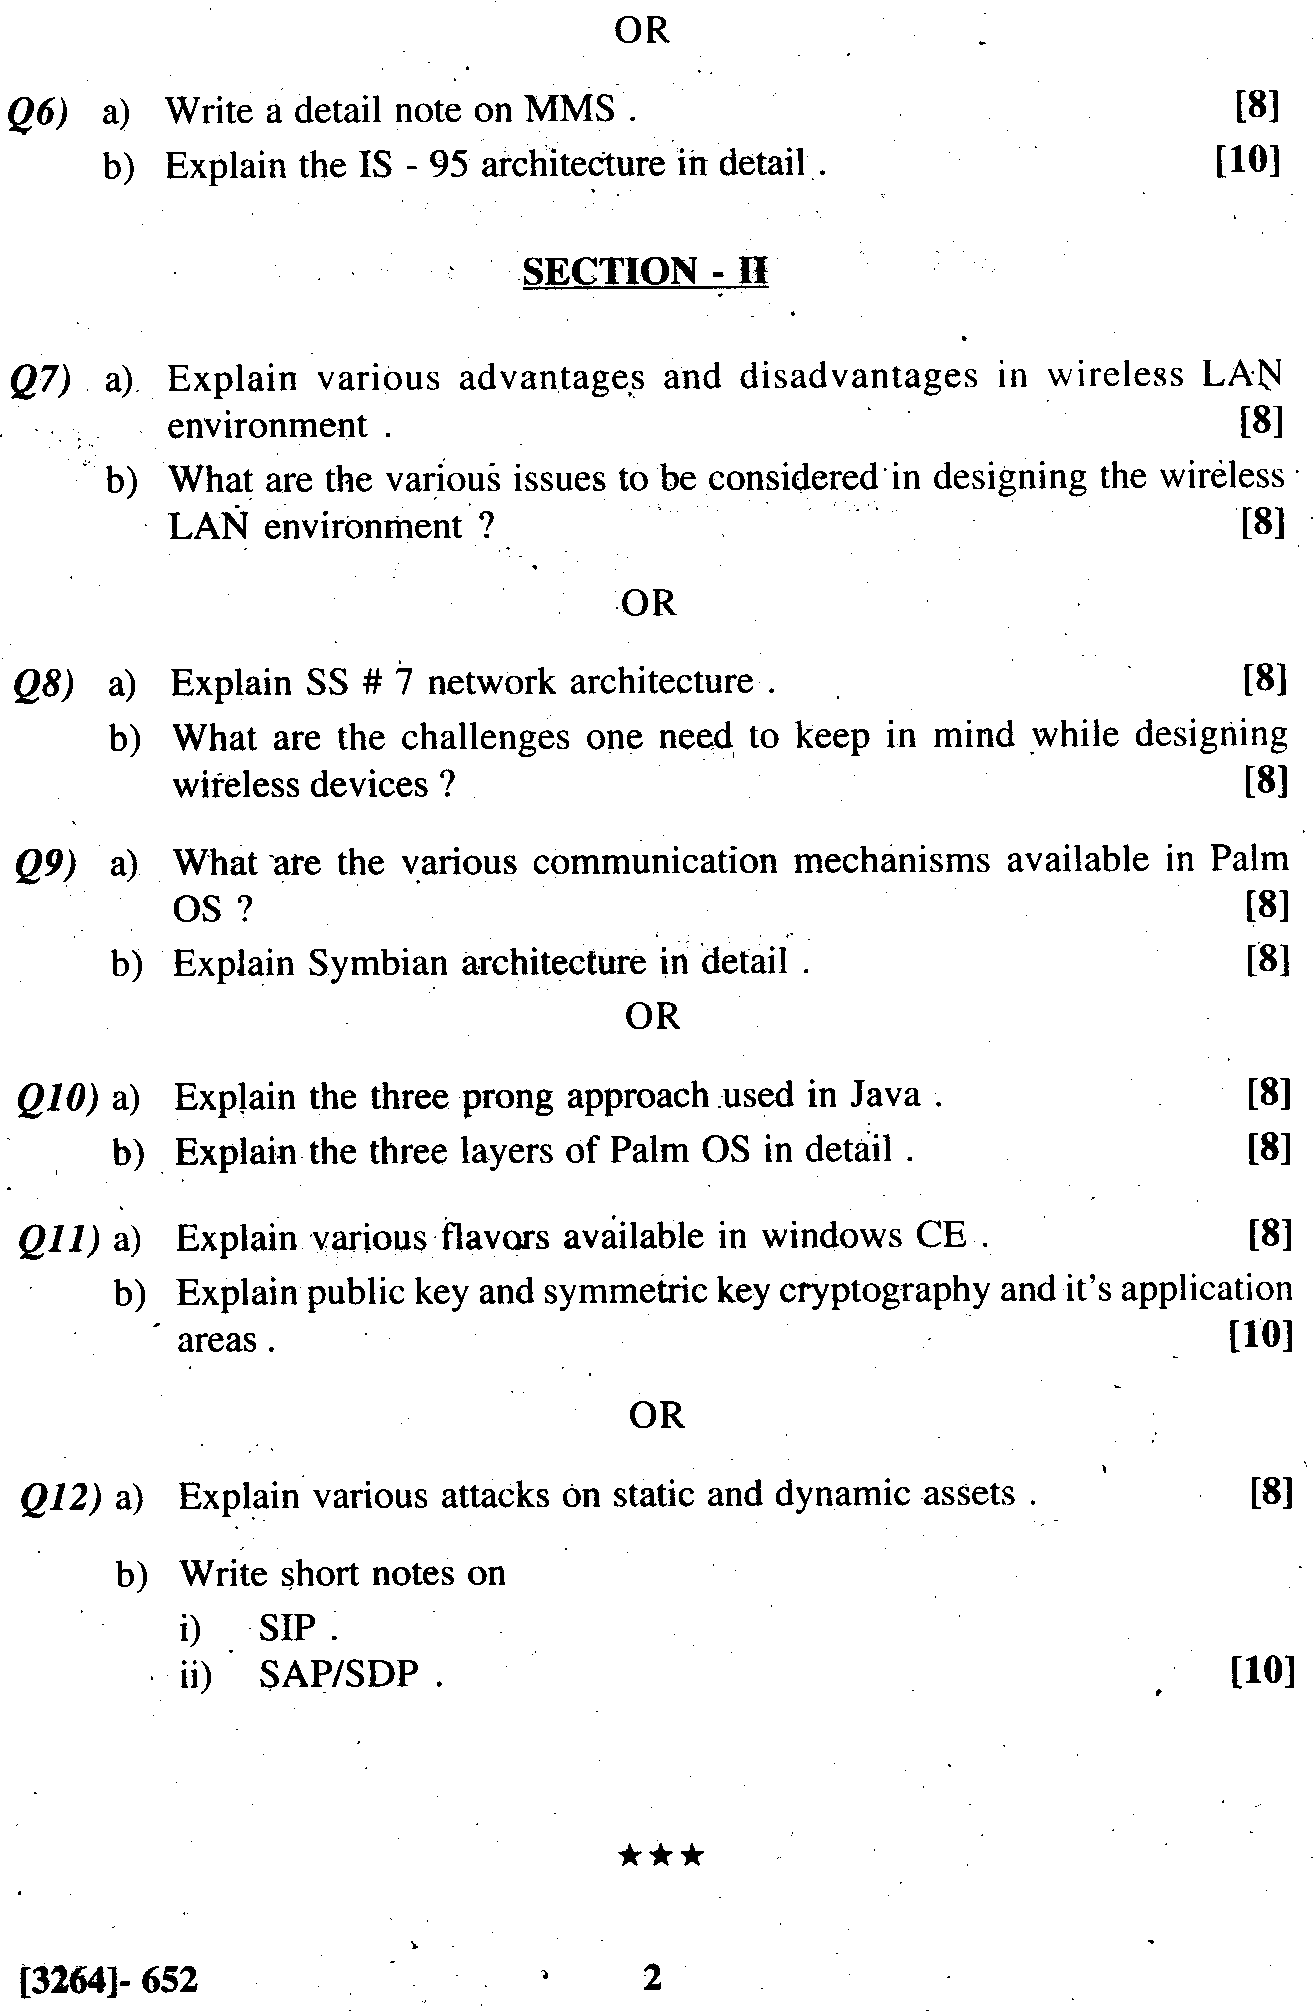 OR
Q6) a) Write a detail note on MMS . [8]
b) Explain the IS - 95 architecture in detail . [10]
SECTION - II
Q7) a) Explain various advantages and disadvantages in wireless LAN
environment . [8]
b) What are the various issues to be considered in designing the wireless
LAN environment ? [8]
OR
Q8) a) Explain SS # 7 network architecture . [8]
b) What are the challenges one need to keep in mind while designing
wireless devices ? [8]
Q9) a) What are the various communication mechanisms available in Palm
OS ? [8]
b) Explain Symbian architecture in detail . [8]
OR
Q10) a) Explain the three prong approach used in Java . [8]
b) Explain the three layers of Palm OS in detail . [8]
Q11) a) Explain various flavors available in windows CE . [8]
b) Explain public key and symmetric key cryptography and it's application
areas . [10]
OR
Q12) a) Explain various attacks on static and dynamic assets . [8]
b) Write short notes on
i) SIP .
ii) SAP/SDP . [10]
★★★
[3264]- 652 2